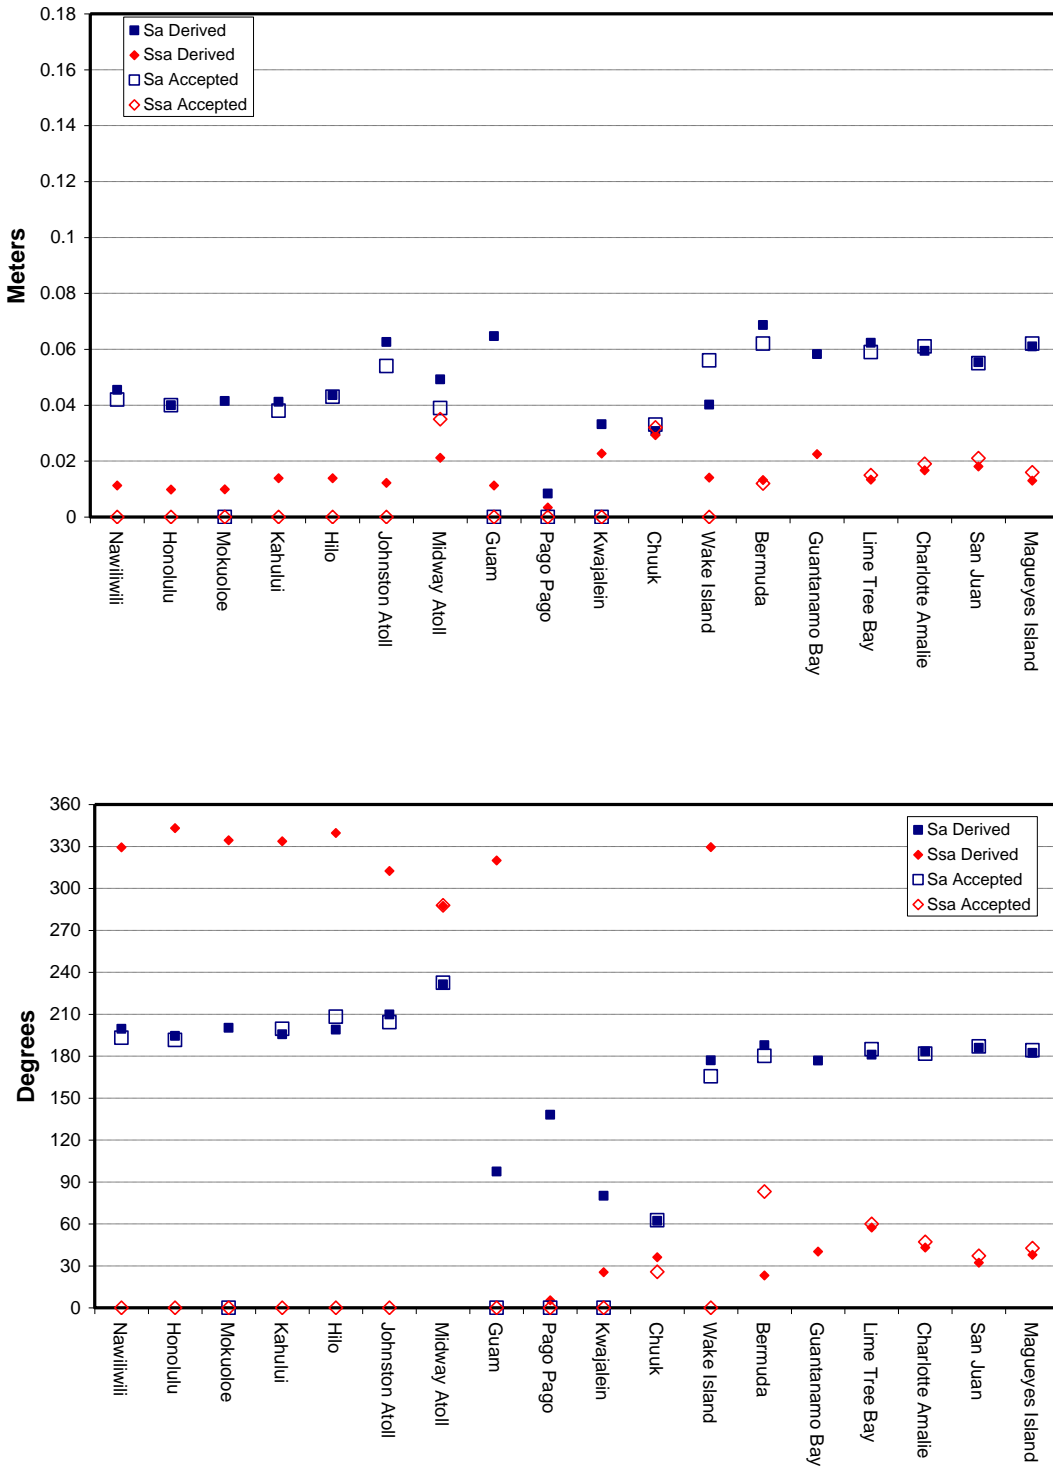 0.18
0.16
0.14
0.12
0.1
0.08
0.06
0.04
0.02
0
Meters
Sa Derived
Ssa Derived
Sa Accepted
Ssa Accepted
Nawiliwili
Honolulu
Mokuoloe
Kahului
Hilo
Johnston Atoll
Midway Atoll
Guam
Pago Pago
Kwajalein
Chuuk
Wake Island
Bermuda
Guantanamo Bay
Lime Tree Bay
Charlotte Amalie
San Juan
Magueyes Island
360
330
300
270
240
210
180
150
120
90
60
30
0
Degrees
Sa Derived
Ssa Derived
Sa Accepted
Ssa Accepted
Nawiliwili
Honolulu
Mokuoloe
Kahului
Hilo
Johnston Atoll
Midway Atoll
Guam
Pago Pago
Kwajalein
Chuuk
Wake Island
Bermuda
Guantanamo Bay
Lime Tree Bay
Charlotte Amalie
San Juan
Magueyes Island